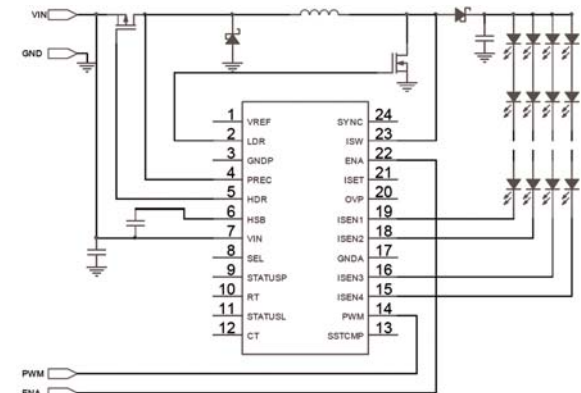 VIN
GND
1 VREF SYNC 24
2 LDR ISW 23
3 GNDP ENA 22
4 PREC ISET 21
5 HDR OVP 20
6 HSB ISEN1 19
7 VIN ISEN2 18
8 SEL GNDA 17
9 STATUSP ISEN3 16
10 RT ISEN4 15
11 STATUSL PWM 14
12 CT SSTCMP 13
PWM
ENA